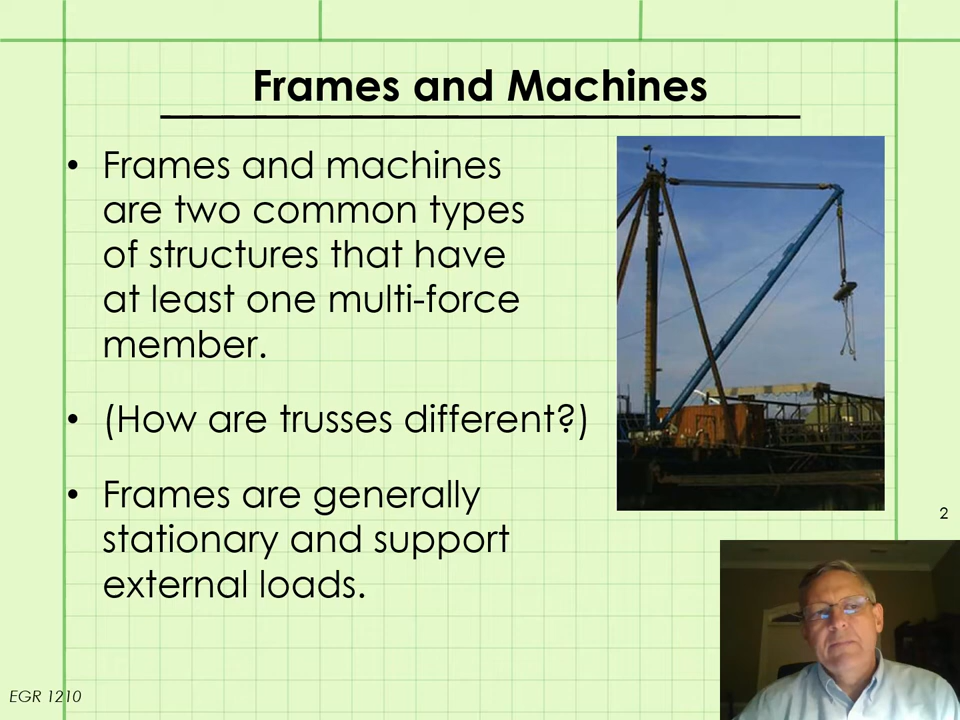 Frames and Machines
• Frames and machines
are two common types
of structures that have
at least one multi-force
member.
• (How are trusses different?)
• Frames are generally
stationary and support
external loads.
2
EGR 1210